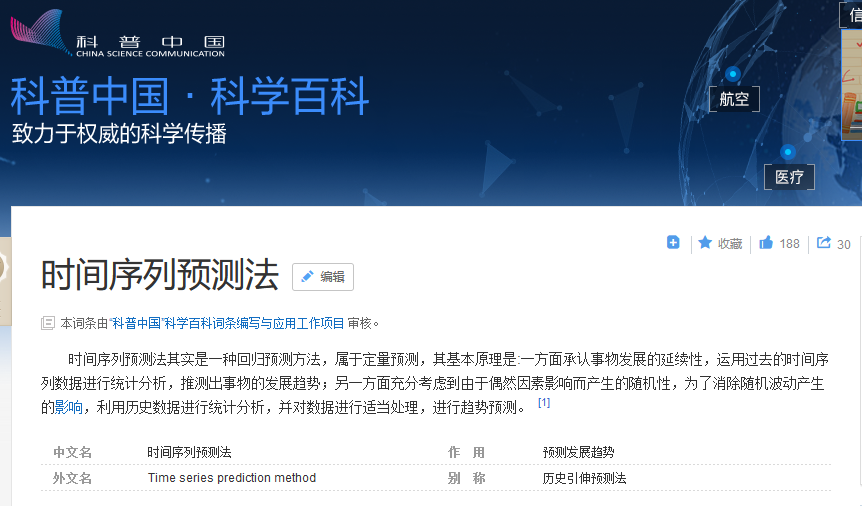 科普中国
CHINA SCIENCE COMMUNICATION
科普中国·科学百科
致力于权威的科学传播
信
航空
医疗
收藏 188 30
时间序列预测法 编辑
本词条由“科普中国”科学百科词条编写与应用工作项目 审核。
时间序列预测法其实是一种回归预测方法，属于定量预测，其基本原理是:一方面承认事物发展的延续性，运用过去的时间序
列数据进行统计分析，推测出事物的发展趋势；另一方面充分考虑到由于偶然因素影响而产生的随机性，为了消除随机波动产生
的影响，利用历史数据进行统计分析，并对数据进行适当处理，进行趋势预测。 [1]
中文名 时间序列预测法 作 用 预测发展趋势
外文名 Time series prediction method 别 称 历史引伸预测法